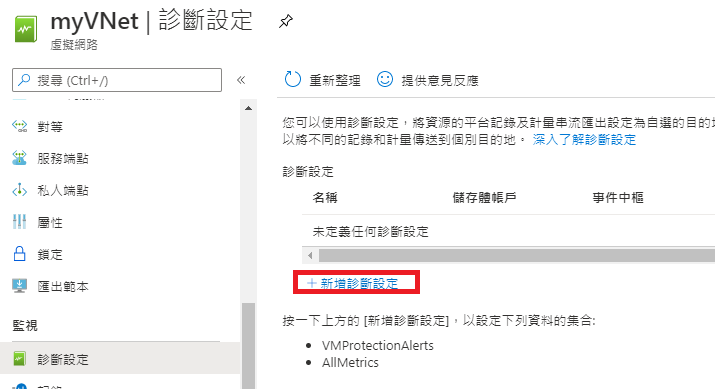 myVNet | 診斷設定
虛擬網路
搜尋 (Ctrl+/)
«
對等
服務端點
私人端點
屬性
鎖定
匯出範本
監視
診斷設定
重新整理
提供意見反應
您可以使用診斷設定，將資源的平台記錄及計量串流匯出設定為自選的目的
以將不同的記錄和計量傳送到個別目的地。 深入了解診斷設定
診斷設定
名稱 儲存體帳戶 事件中樞
未定義任何診斷設定
+ 新增診斷設定
按一下上方的 [新增診斷設定]，以設定下列資料的集合:
• VMProtectionAlerts
• AllMetrics